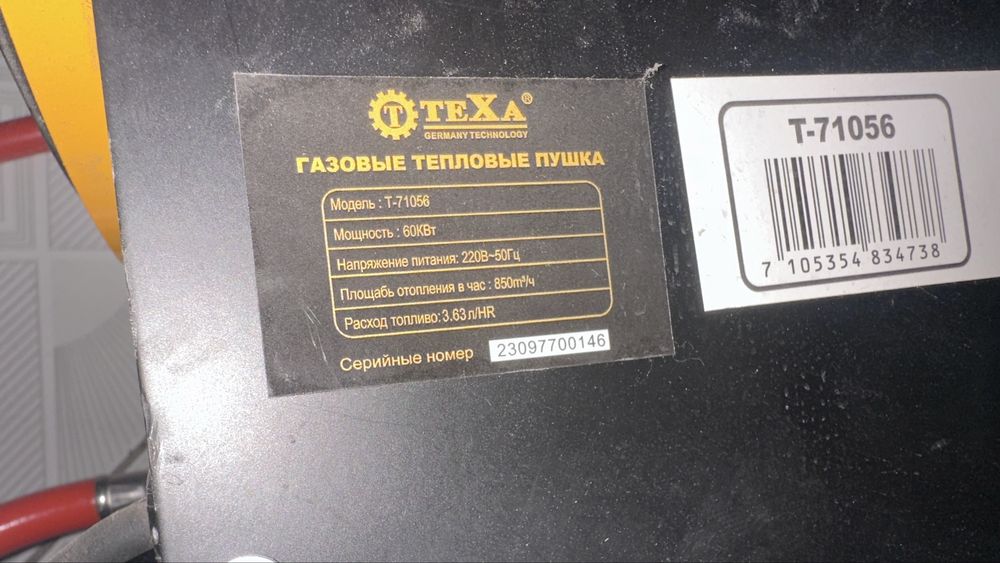 T TEXA®
GERMANY TECHNOLOGY
ГАЗОВЫЕ ТЕПЛОВЫЕ ПУШКА
Модель : Т-71056
Мощность : 60КВт
Напряжение питания: 220В~50Гц
Площабь отопления в час : 850m³/ч
Расход топливо: 3.63 л/HR
Серийные номер 23097700146
T-71056
7 105354 834738